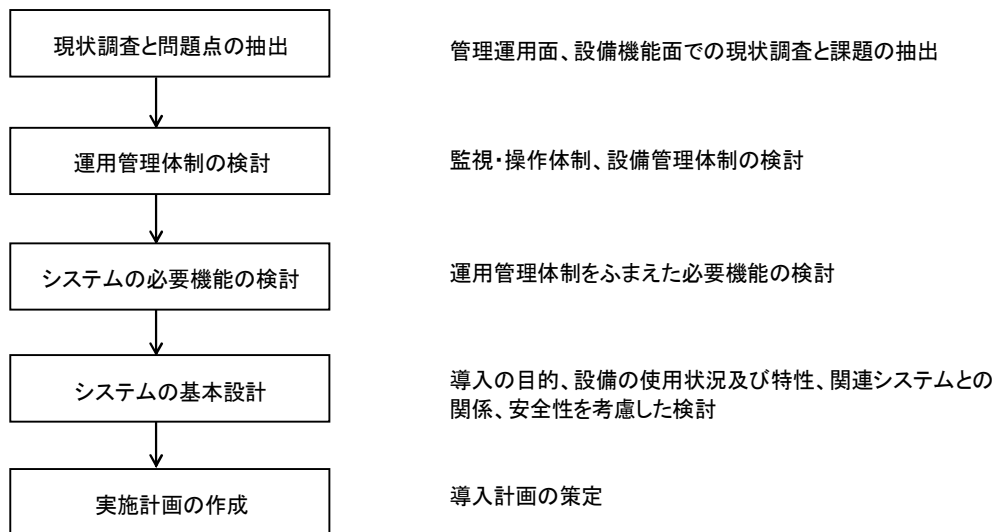 現状調査と問題点の抽出
管理運用面、設備機能面での現状調査と課題の抽出
運用管理体制の検討
監視・操作体制、設備管理体制の検討
システムの必要機能の検討
運用管理体制をふまえた必要機能の検討
システムの基本設計
導入の目的、設備の使用状況及び特性、関連システムとの
関係、安全性を考慮した検討
実施計画の作成
導入計画の策定